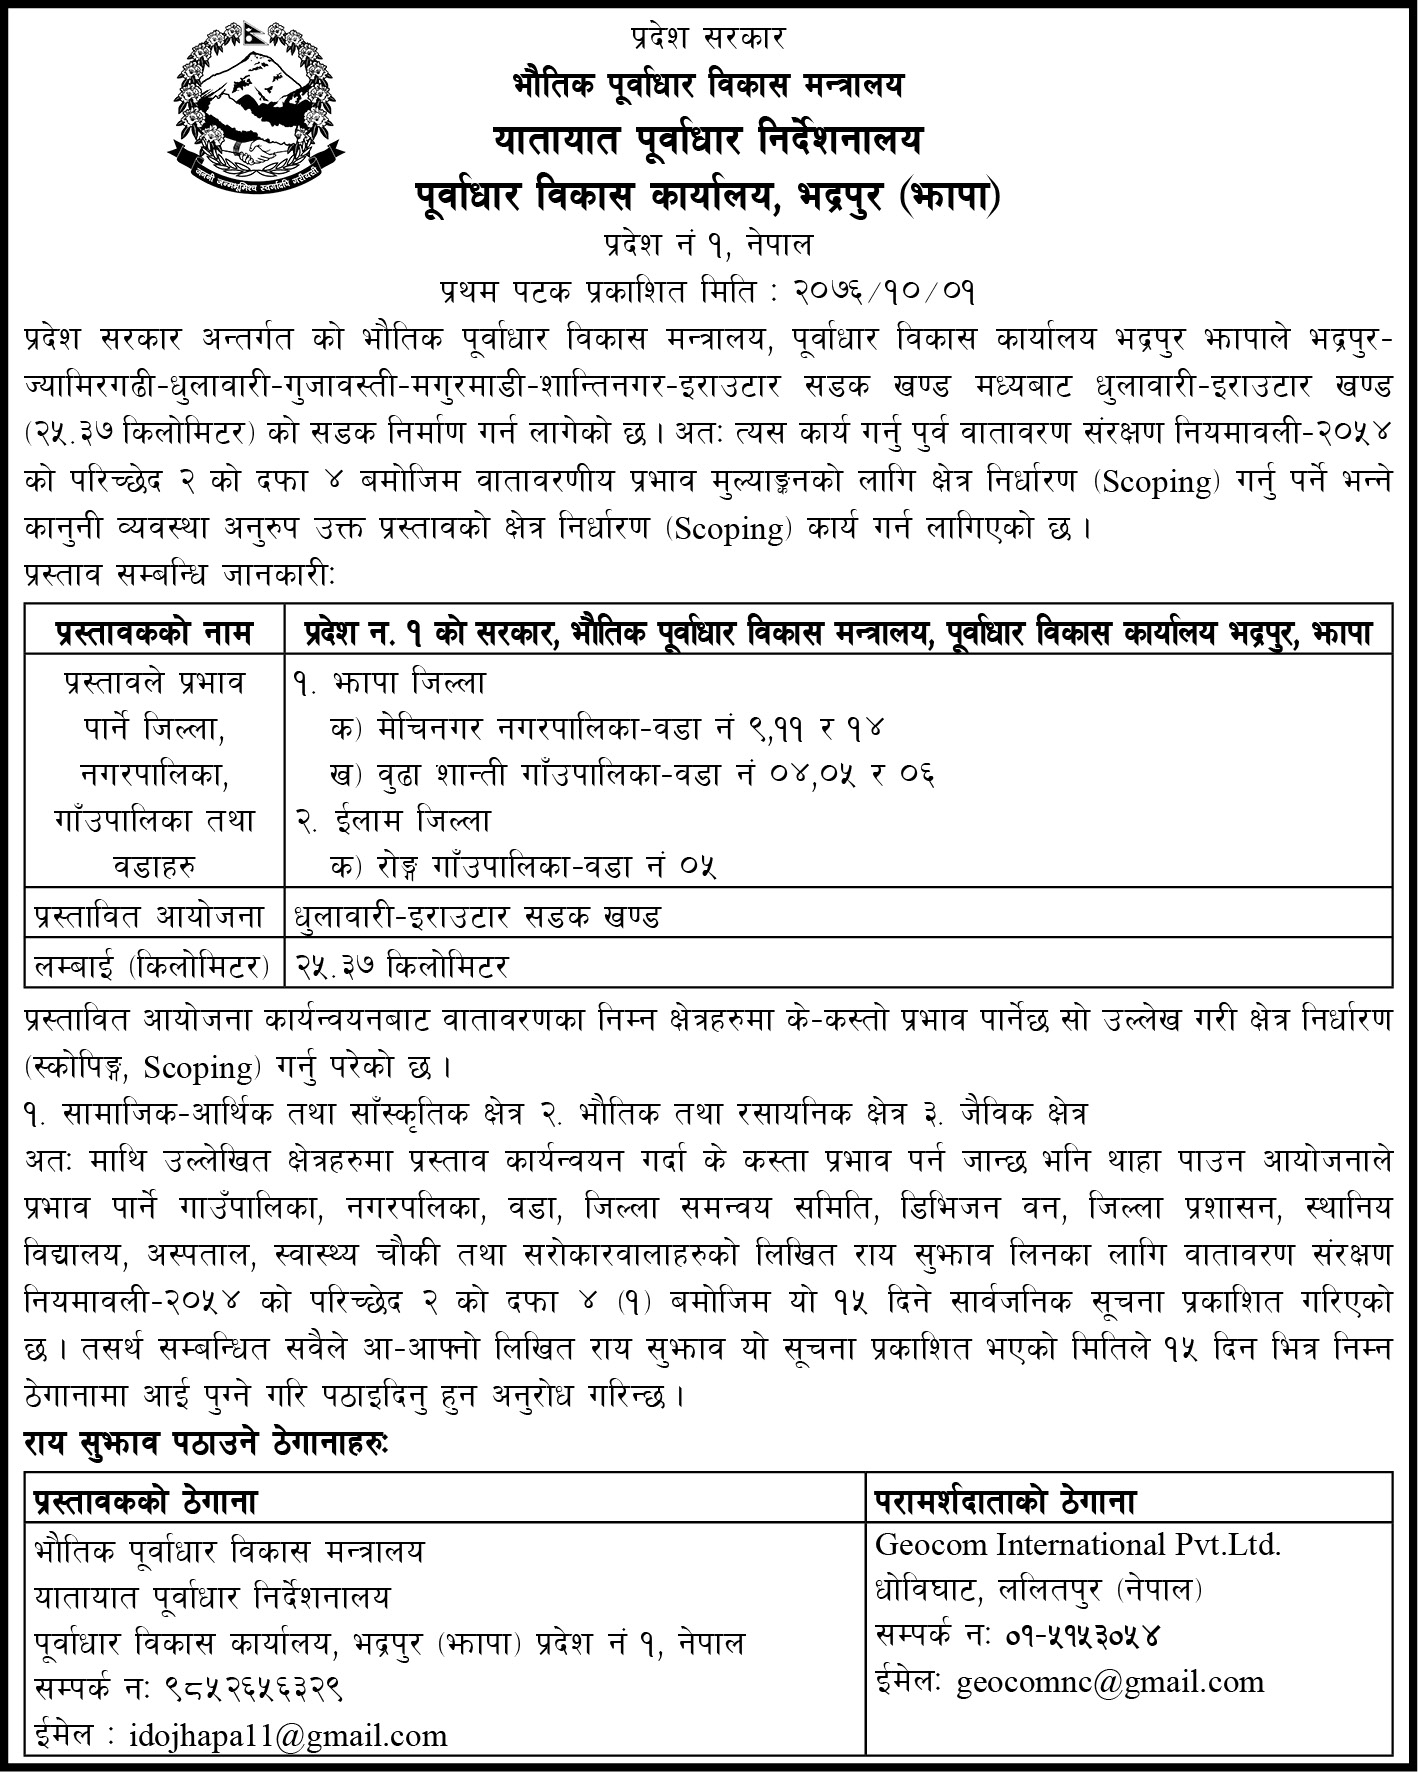 जननी जन्मभूमिश्च स्वर्गादपि गरीयसी
प्रदेश सरकार
भौतिक पूर्वाधार विकास मन्त्रालय
यातायात पूर्वाधार निर्देशनालय
पूर्वाधार विकास कार्यालय, भद्रपुर (झापा)
प्रदेश नं १, नेपाल
प्रथम पटक प्रकाशित मिति : २०७६/१०/०१
प्रदेश सरकार अन्तर्गत को भौतिक पूर्वाधार विकास मन्त्रालय, पूर्वाधार विकास कार्यालय भद्रपुर झापाले भद्रपुर-
ज्यामिरगढी-धुलावारी-गुजावस्ती-मगुरमाडी-शान्तिनगर-इराउटार सडक खण्ड मध्यबाट धुलावारी-इराउटार खण्ड
(२५.३७ किलोमिटर) को सडक निर्माण गर्न लागेको छ । अतः त्यस कार्य गर्नु पुर्व वातावरण संरक्षण नियमावली-२०५४
को परिच्छेद २ को दफा ४ बमोजिम वातावरणीय प्रभाव मुल्याङ्कनको लागि क्षेत्र निर्धारण (Scoping) गर्नु पर्ने भन्ने
कानुनी व्यवस्था अनुरुप उक्त प्रस्तावको क्षेत्र निर्धारण (Scoping) कार्य गर्न लागिएको छ ।
प्रस्ताव सम्बन्धि जानकारीः
प्रस्तावकको नाम प्रदेश न. १ को सरकार, भौतिक पूर्वाधार विकास मन्त्रालय, पूर्वाधार विकास कार्यालय भद्रपुर, झापा
प्रस्तावले प्रभाव १. झापा जिल्ला
पार्ने जिल्ला, क) मेचिनगर नगरपालिका-वडा नं ९,११ र १४
नगरपालिका, ख) वुढा शान्ती गाँउपालिका-वडा नं ०४,०५ र ०६
गाँउपालिका तथा २. ईलाम जिल्ला
वडाहरु क) रोङ्ग गाँउपालिका-वडा नं ०५
प्रस्तावित आयोजना धुलावारी-इराउटार सडक खण्ड
लम्बाई (किलोमिटर) २५.३७ किलोमिटर
प्रस्तावित आयोजना कार्यन्वयनबाट वातावरणका निम्न क्षेत्रहरुमा के-कस्तो प्रभाव पार्नेछ सो उल्लेख गरी क्षेत्र निर्धारण
(स्कोपिङ्ग, Scoping) गर्नु परेको छ ।
१. सामाजिक-आर्थिक तथा साँस्कृतिक क्षेत्र २. भौतिक तथा रसायनिक क्षेत्र ३. जैविक क्षेत्र
अतः माथि उल्लेखित क्षेत्रहरुमा प्रस्ताव कार्यन्वयन गर्दा के कस्ता प्रभाव पर्न जान्छ भनि थाहा पाउन आयोजनाले
प्रभाव पार्ने गाउँपालिका, नगरपलिका, वडा, जिल्ला समन्वय समिति, डिभिजन वन, जिल्ला प्रशासन, स्थानिय
विद्यालय, अस्पताल, स्वास्थ्य चौकी तथा सरोकारवालाहरुको लिखित राय सुझाव लिनका लागि वातावरण संरक्षण
नियमावली-२०५४ को परिच्छेद २ को दफा ४ (१) बमोजिम यो १५ दिने सार्वजनिक सूचना प्रकाशित गरिएको
छ । तसर्थ सम्बन्धित सवैले आ-आफ्नो लिखित राय सुझाव यो सूचना प्रकाशित भएको मितिले १५ दिन भित्र निम्न
ठेगानामा आई पुग्ने गरि पठाइदिनु हुन अनुरोध गरिन्छ ।
राय सुझाव पठाउने ठेगानाहरुः
प्रस्तावकको ठेगाना
भौतिक पूर्वाधार विकास मन्त्रालय
यातायात पूर्वाधार निर्देशनालय
पूर्वाधार विकास कार्यालय, भद्रपुर (झापा) प्रदेश नं १, नेपाल
सम्पर्क नः ९८५२६५६३२९
ईमेल : idojhapa11@gmail.com
परामर्शदाताको ठेगाना
Geocom International Pvt.Ltd.
धोविघाट, ललितपुर (नेपाल)
सम्पर्क नः ०१-५१५३०५४
ईमेलः geocomnc@gmail.com